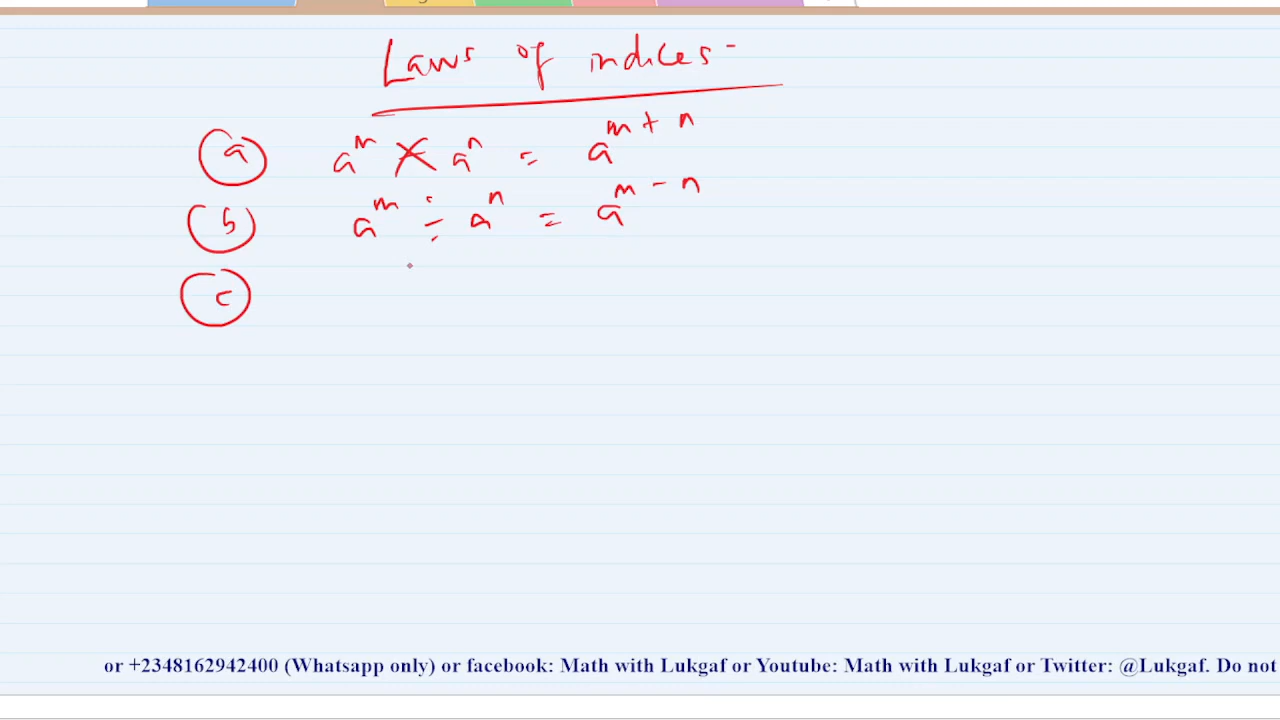 Laws of indices -
(a) a^m × a^n = a^{m + n}
(b) a^m ÷ a^n = a^{m - n}
(c)
or +2348162942400 (Whatsapp only) or facebook: Math with Lukgaf or Youtube: Math with Lukgaf or Twitter: @Lukgaf. Do not